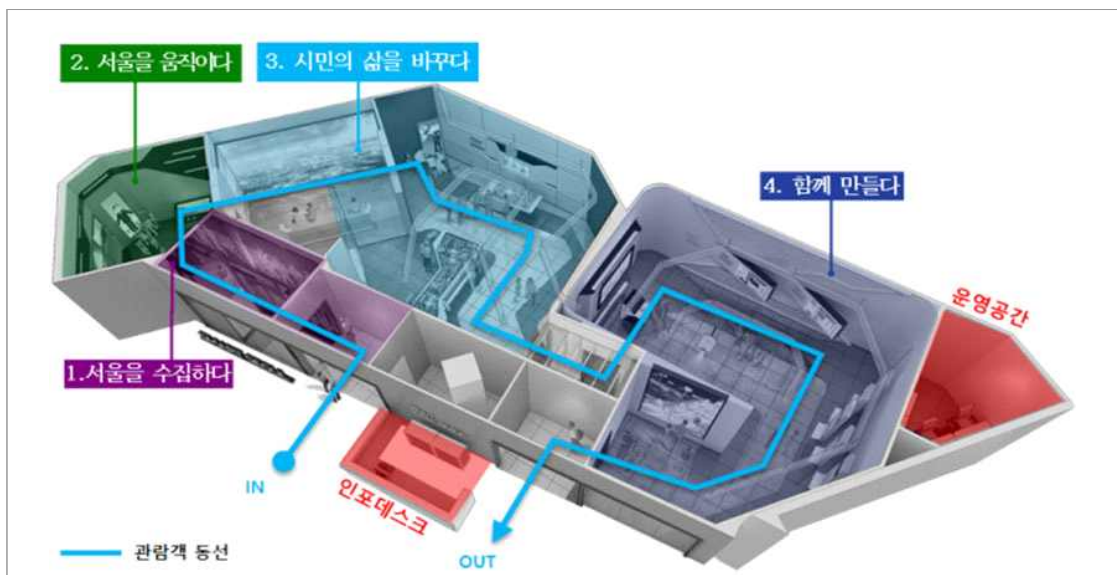 2. 서울을 움직이다
3. 시민의 삶을 바꾸다
4. 함께 만들다
운영공간
1.서울을 수집하다
IN
인포데스크
OUT
관람객 동선